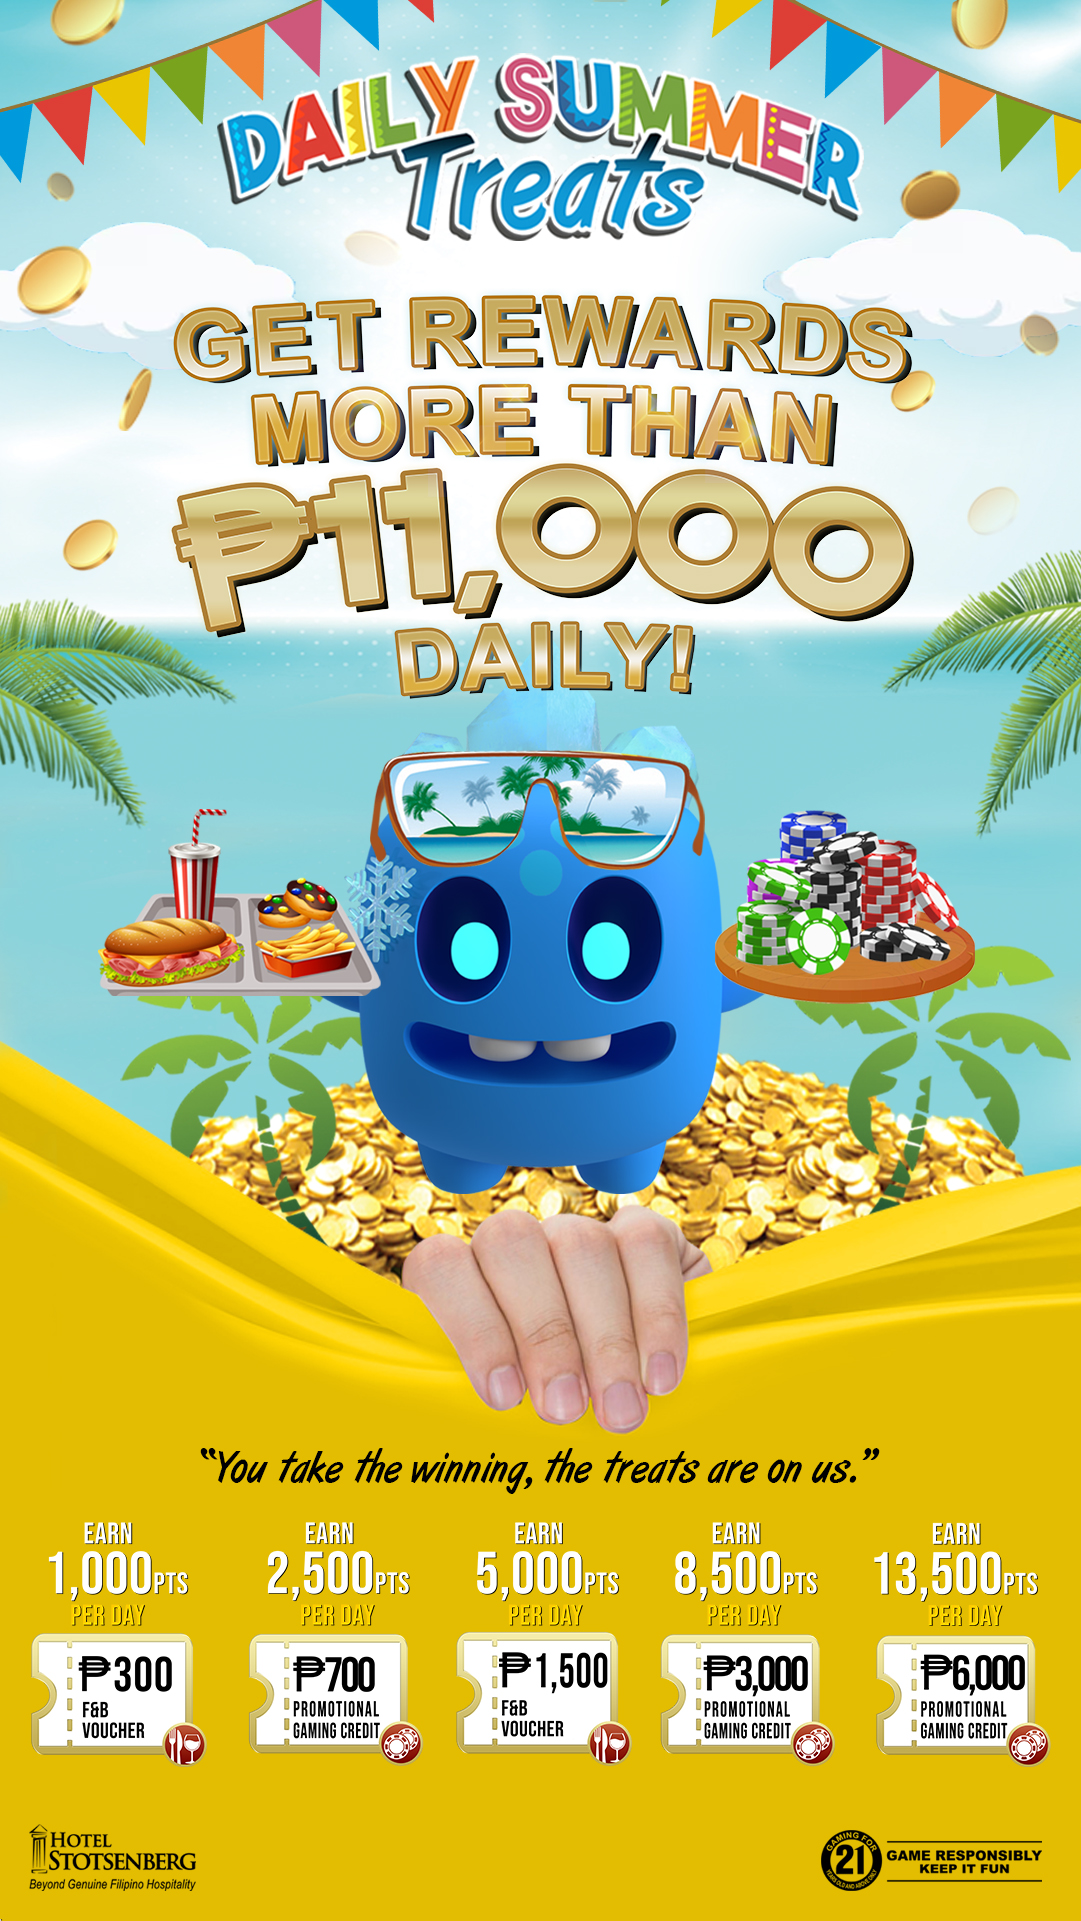 DAILY SUMMER
Treats
GET REWARDS
MORE THAN
₱11,000
DAILY!
"You take the winning, the treats are on us."
EARN
1,000PTS
PER DAY
₱300
F&B
VOUCHER
EARN
2,500PTS
PER DAY
₱700
PROMOTIONAL
GAMING CREDIT
EARN
5,000PTS
PER DAY
₱1,500
F&B
VOUCHER
EARN
8,500PTS
PER DAY
₱3,000
PROMOTIONAL
GAMING CREDIT
EARN
13,500PTS
PER DAY
₱6,000
PROMOTIONAL
GAMING CREDIT
HOTEL
STOTSENBERG
Beyond Genuine Filipino Hospitality
GAMING FOR
21
YEARS OLD AND ABOVE ONLY
GAME RESPONSIBLY
KEEP IT FUN